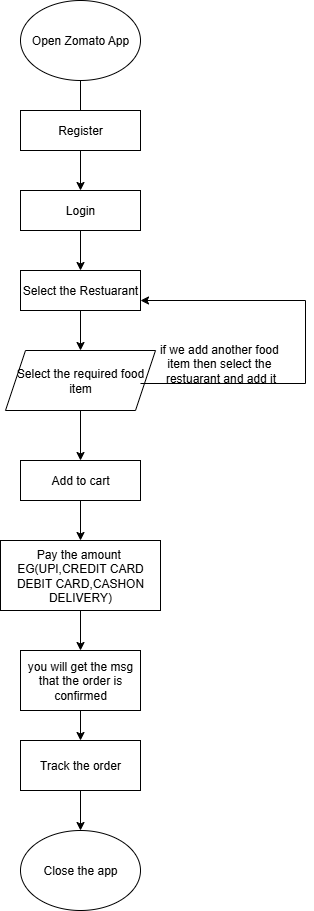 Open Zomato App
Register
Login
Select the Restuarant
if we add another food
item then select the
restuarant and add it
Select the required food
item
Add to cart
Pay the amount
EG(UPI,CREDIT CARD
DEBIT CARD,CASHON
DELIVERY)
you will get the msg
that the order is
confirmed
Track the order
Close the app